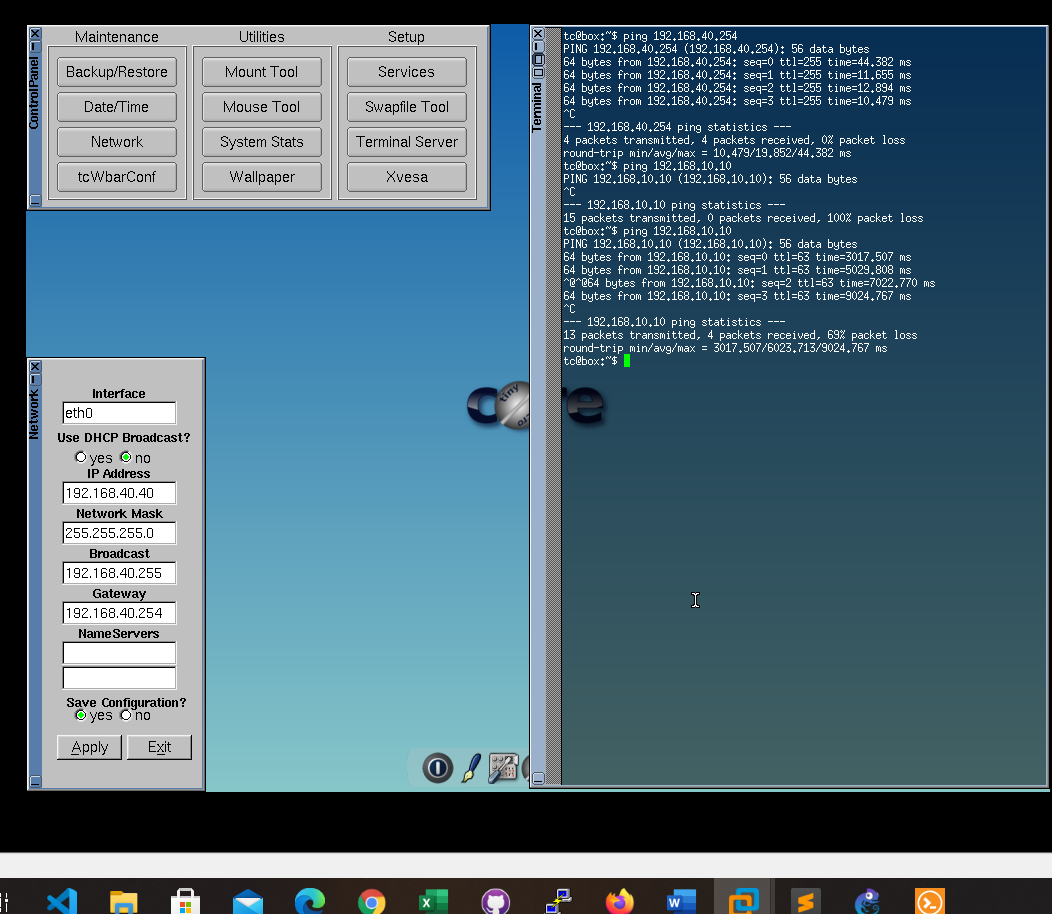 ControlPanel
Maintenance
Backup/Restore
Date/Time
Network
tcWbarConf
Utilities
Mount Tool
Mouse Tool
System Stats
Wallpaper
Setup
Services
Swapfile Tool
Terminal Server
Xvesa
Network
Interface
eth0
Use DHCP Broadcast?
yes no
IP Address
192.168.40.40
Network Mask
255.255.255.0
Broadcast
192.168.40.255
Gateway
192.168.40.254
NameServers
Save Configuration?
yes no
Apply Exit
tiny
Terminal
tc@box:~$ ping 192.168.40.254
PING 192.168.40.254 (192.168.40.254): 56 data bytes
64 bytes from 192.168.40.254: seq=0 ttl=255 time=44.382 ms
64 bytes from 192.168.40.254: seq=1 ttl=255 time=11.655 ms
64 bytes from 192.168.40.254: seq=2 ttl=255 time=12.894 ms
64 bytes from 192.168.40.254: seq=3 ttl=255 time=10.479 ms
^C
--- 192.168.40.254 ping statistics ---
4 packets transmitted, 4 packets received, 0% packet loss
round-trip min/avg/max = 10.479/19.852/44.382 ms
tc@box:~$ ping 192.168.10.10
PING 192.168.10.10 (192.168.10.10): 56 data bytes
^C
--- 192.168.10.10 ping statistics ---
15 packets transmitted, 0 packets received, 100% packet loss
tc@box:~$ ping 192.168.10.10
PING 192.168.10.10 (192.168.10.10): 56 data bytes
64 bytes from 192.168.10.10: seq=0 ttl=63 time=3017.507 ms
64 bytes from 192.168.10.10: seq=1 ttl=63 time=5029.808 ms
^@^@64 bytes from 192.168.10.10: seq=2 ttl=63 time=7022.770 ms
64 bytes from 192.168.10.10: seq=3 ttl=63 time=9024.767 ms
^C
--- 192.168.10.10 ping statistics ---
13 packets transmitted, 4 packets received, 69% packet loss
round-trip min/avg/max = 3017.507/6023.713/9024.767 ms
tc@box:~$